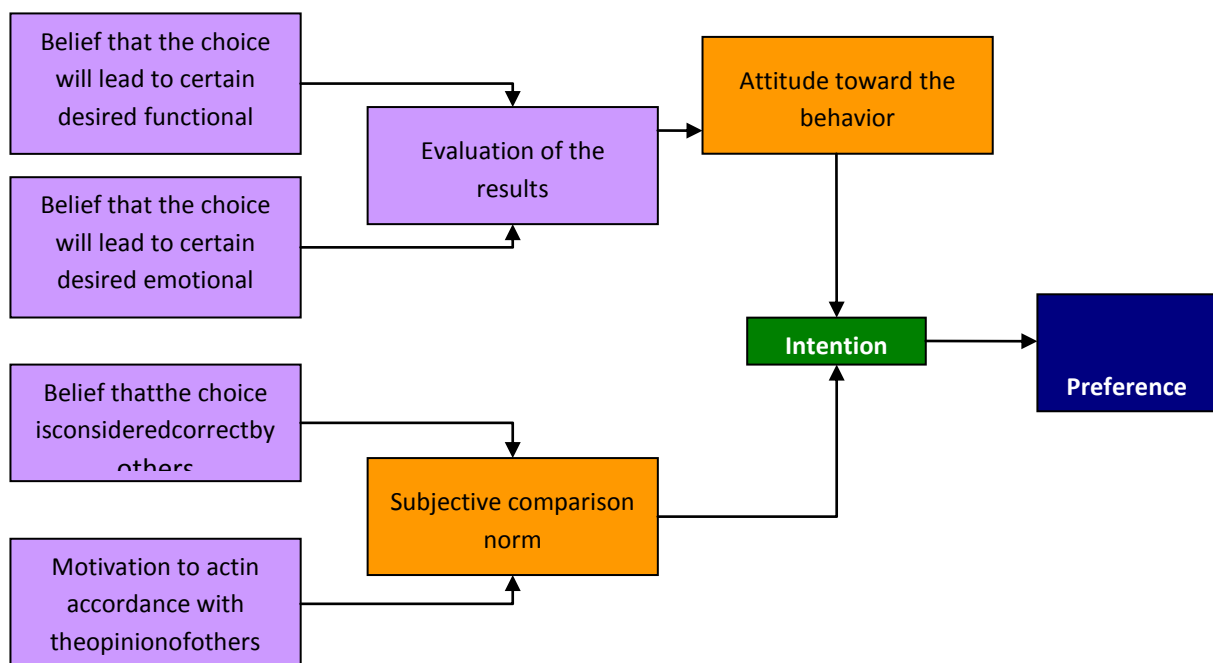 Belief that the choice
will lead to certain
desired functional
Belief that the choice
will lead to certain
desired emotional
Evaluation of the
results
Attitude toward the
behavior
Belief thatthe choice
isconsideredcorrectby
others
Motivation to actin
accordance with
theopinionofothers
Subjective comparison
norm
Intention
Preference